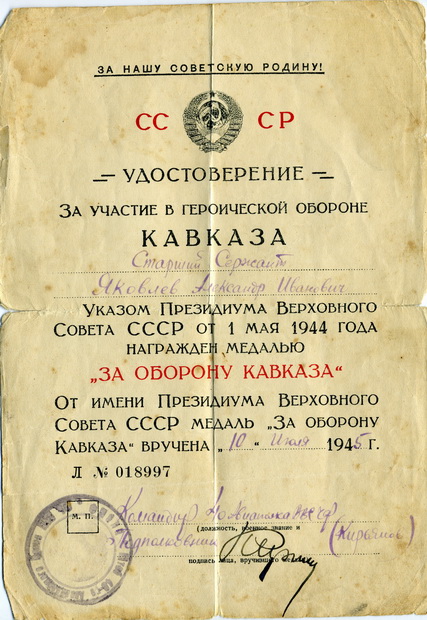 ЗА НАШУ СОВЕТСКУЮ РОДИНУ!
СС СР
УДОСТОВЕРЕНИЕ
ЗА УЧАСТИЕ В ГЕРОИЧЕСКОЙ ОБОРОНЕ
КАВКАЗА
Старший Сержант
Яковлев Александр Иванович
УКАЗОМ ПРЕЗИДИУМА ВЕРХОВНОГО
СОВЕТА СССР ОТ 1 МАЯ 1944 ГОДА
НАГРАЖДЕН МЕДАЛЬЮ
„ЗА ОБОРОНУ КАВКАЗА“
ОТ ИМЕНИ ПРЕЗИДИУМА ВЕРХОВНОГО
СОВЕТА СССР МЕДАЛЬ „ЗА ОБОРОНУ
КАВКАЗА“ ВРУЧЕНА „10“ Июля 1945 г.
Л № 018997
М. П.
Командир
(должность, военное звание и
Подполковник
подпись лица, вручившего